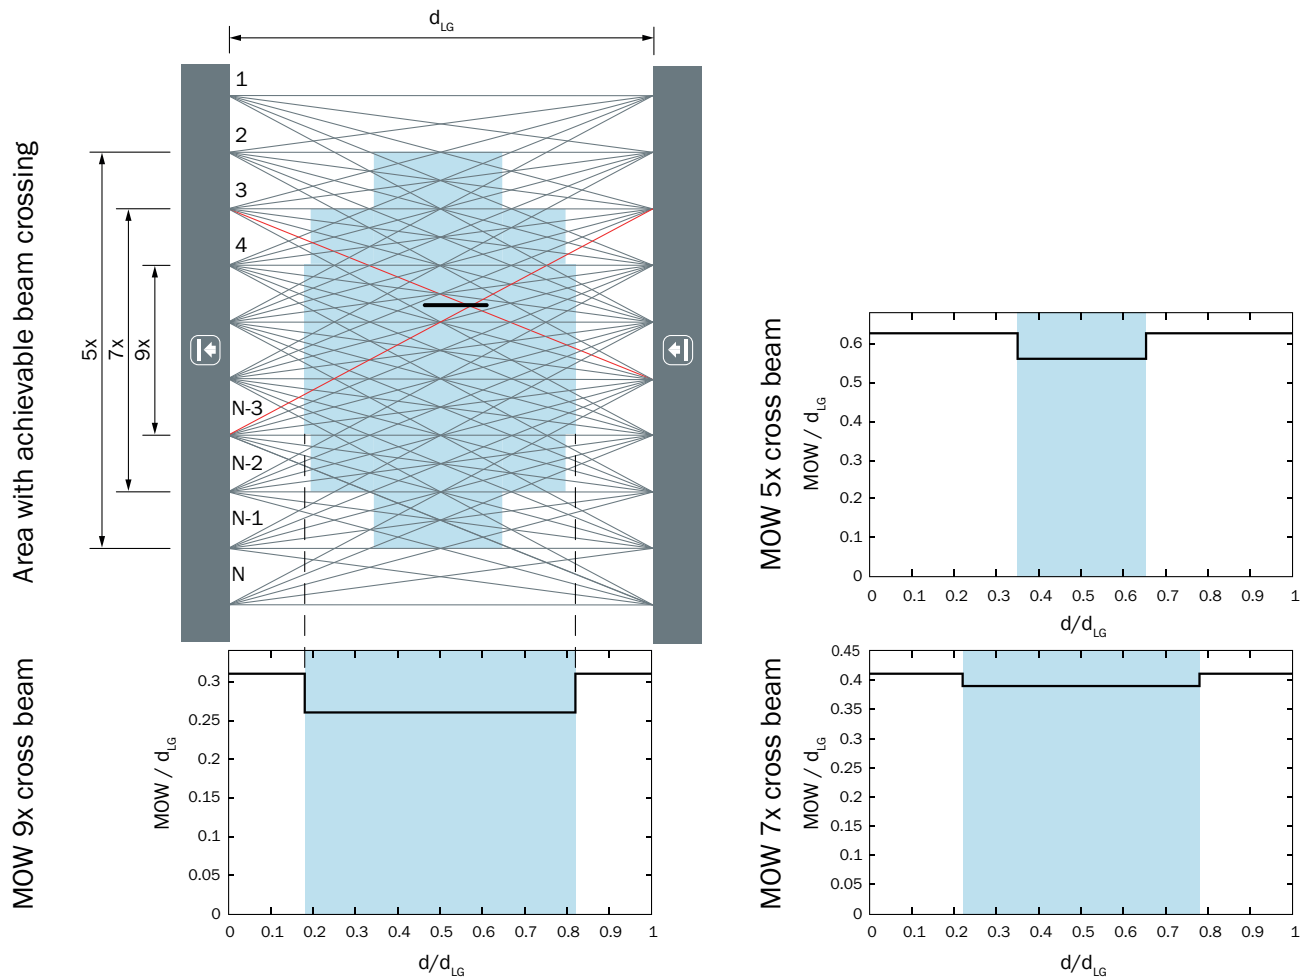 d_LG
Area with achievable beam crossing
5x
7x
9x
1
2
3
4
N-3
N-2
N-1
N
MOW 5x cross beam
MOW / d_LG
0.6
0.5
0.4
0.3
0.2
0.1
0
0 0.1 0.2 0.3 0.4 0.5 0.6 0.7 0.8 0.9 1
d/d_LG
MOW 9x cross beam
MOW / d_LG
0.3
0.25
0.2
0.15
0.1
0.05
0
0 0.1 0.2 0.3 0.4 0.5 0.6 0.7 0.8 0.9 1
d/d_LG
MOW 7x cross beam
MOW / d_LG
0.45
0.4
0.35
0.3
0.25
0.2
0.15
0.1
0.05
0
0 0.1 0.2 0.3 0.4 0.5 0.6 0.7 0.8 0.9 1
d/d_LG